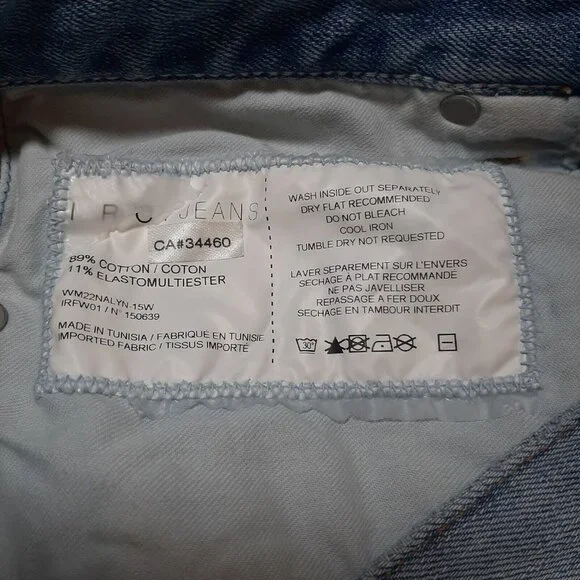 IRO.JEANS
CA#34460
89% COTTON / COTON
11% ELASTOMULTIESTER
WM22NALYN-15W
IRFW01 / N° 150639
MADE IN TUNISIA / FABRIQUE EN TUNISIE
IMPORTED FABRIC / TISSUS IMPORTÉ
WASH INSIDE OUT SEPARATELY
DRY FLAT RECOMMENDED
DO NOT BLEACH
COOL IRON
TUMBLE DRY NOT REQUESTED
LAVER SEPAREMENT SUR L'ENVERS
SECHAGE A PLAT RECOMMANDE
NE PAS JAVELLISER
REPASSAGE A FER DOUX
SECHAGE EN TAMBOUR INTERDIT
30°